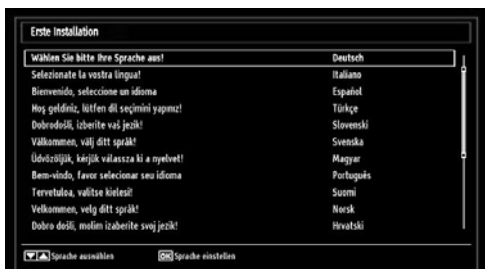 Erste Installation
Wählen Sie bitte Ihre Sprache aus! Deutsch
Selezionate la vostra lingua! Italiano
Bienvenido, seleccione un idioma Español
Hoş geldiniz, lütfen dil seçimini yapınız! Türkçe
Dobrodošli, izberite vaš jezik! Slovenski
Välkommen, välj ditt språk! Svenska
Üdvözöljük, kérjük válassza ki a nyelvet! Magyar
Bem-vindo, favor selecionar seu idioma Português
Tervetuloa, valitse kielesi! Suomi
Velkommen, velg ditt språk! Norsk
Dobro došli, molim izaberite svoj jezik! Hrvatski
Sprache auswählen OK Sprache einstellen